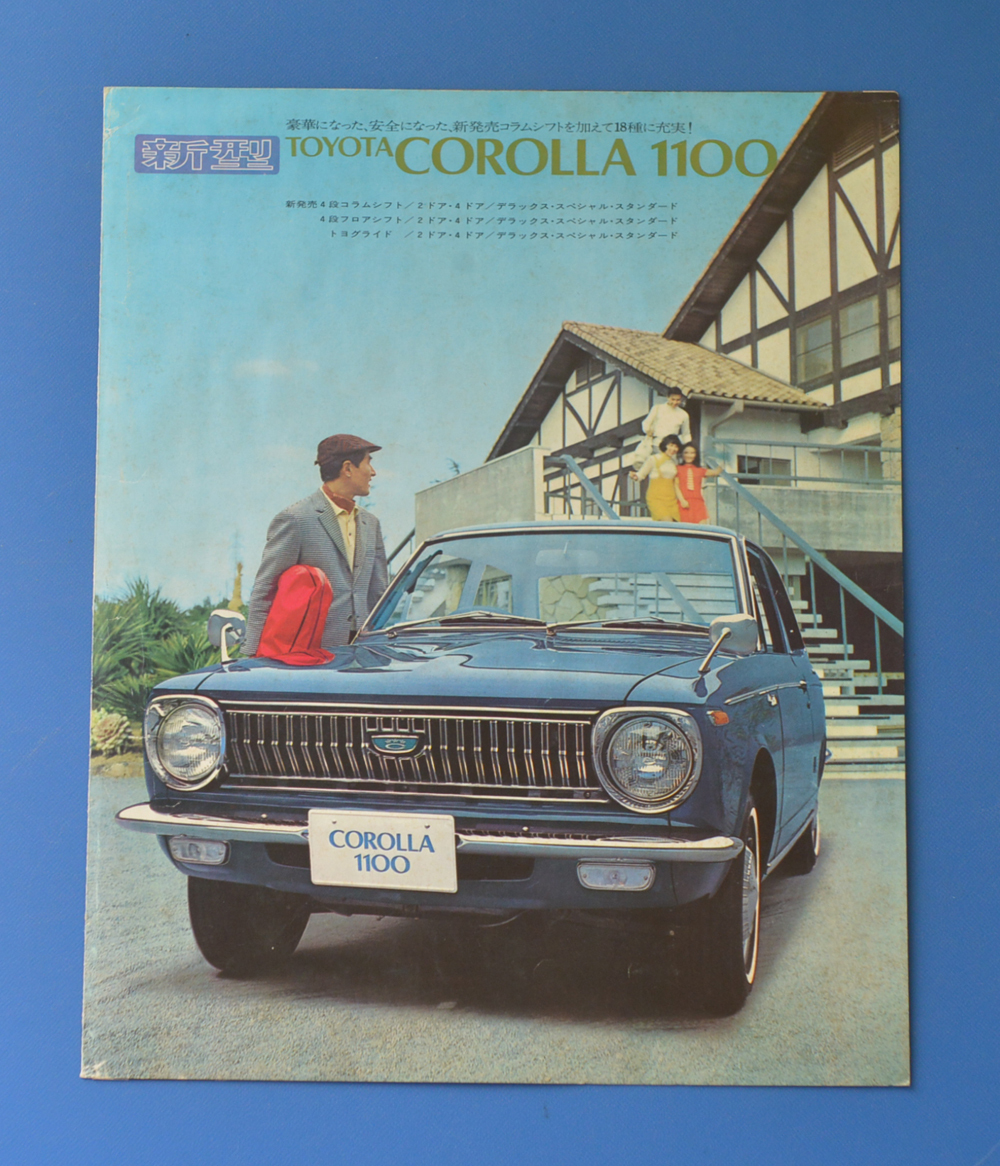 豪華になった、安全になった、新発売コラムシフトを加えて18種に充実!
新型
TOYOTA COROLLA 1100
新発売4段コラムシフト/2ドア・4ドア/デラックス・スペシャル・スタンダード
4段フロアシフト/2ドア・4ドア/デラックス・スペシャル・スタンダード
トヨグライド /2ドア・4ドア/デラックス・スペシャル・スタンダード
COROLLA
1100